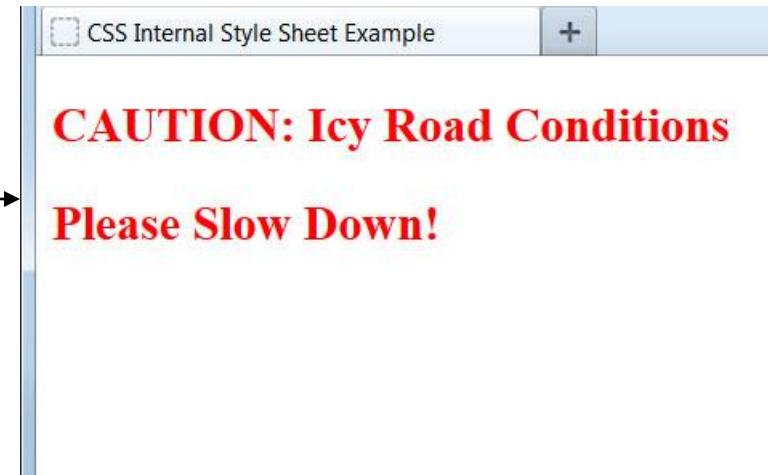 CSS Internal Style Sheet Example
+
CAUTION: Icy Road Conditions
Please Slow Down!